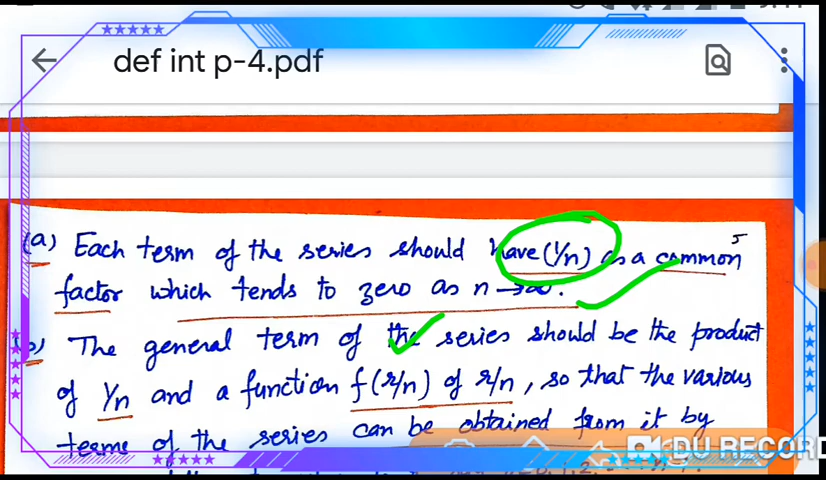 def int p-4.pdf
5
(a) Each term of the series should have (1/n) as a common
factor which tends to zero as n→∞.
(b) The general term of the series should be the product
of 1/n and a function f(r/n) of r/n, so that the various
terms of the series can be obtained from it by
DU RECORD